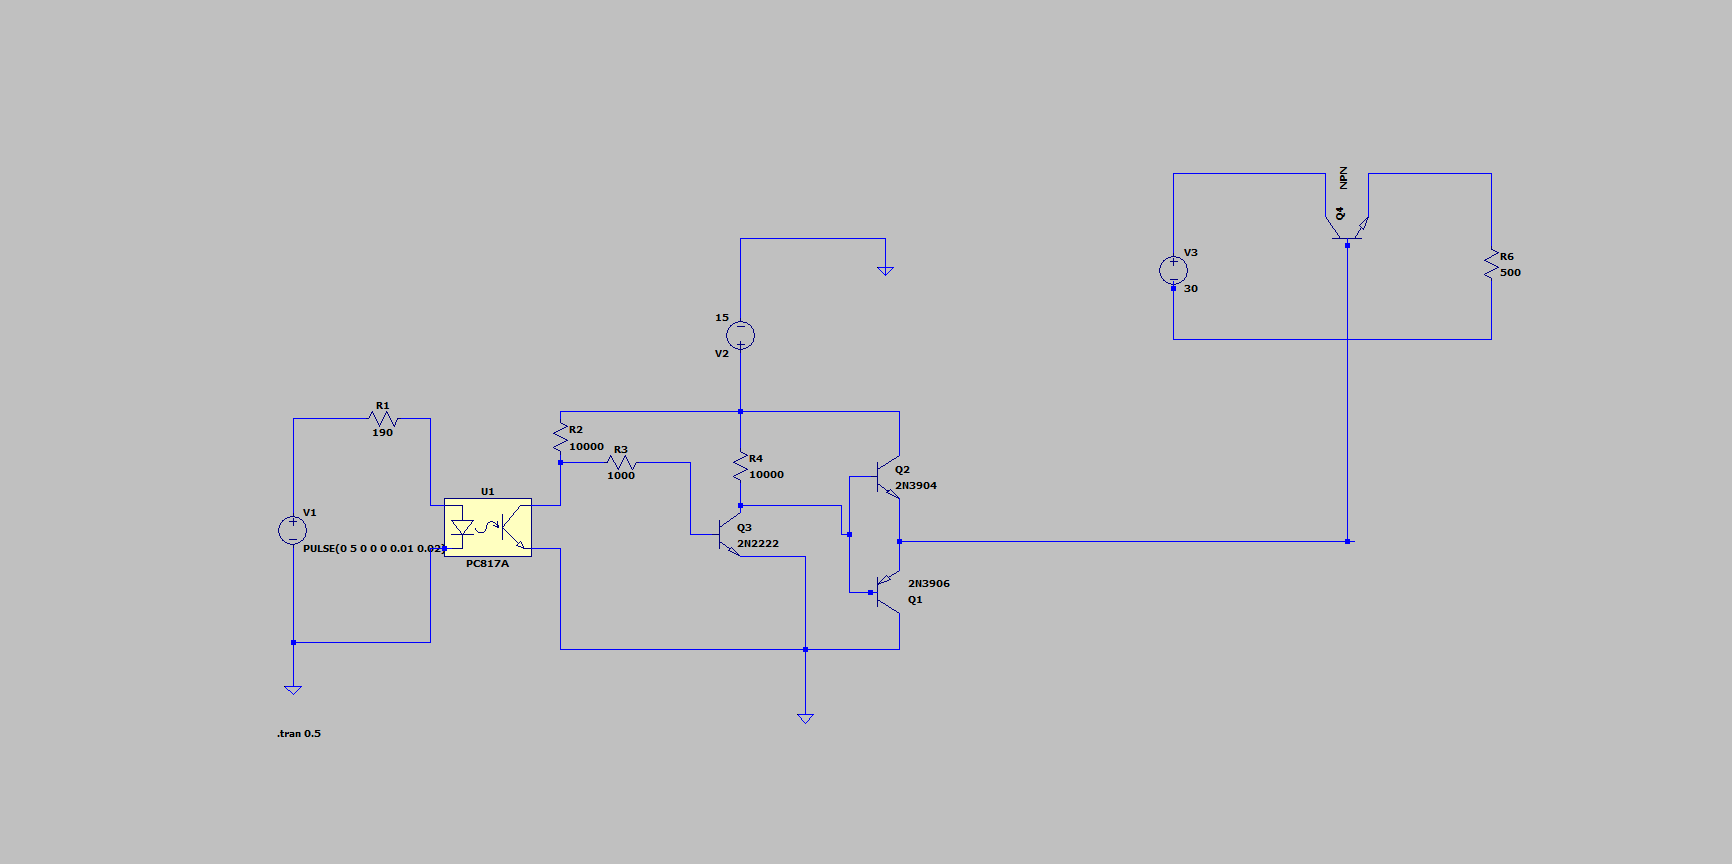 NPN
Q4
V3
30
R6
500
15
V2
R1
190
R2
10000
R3
1000
R4
10000
Q2
2N3904
U1
V1
PULSE(0 5 0 0 0 0.01 0.02)
PC817A
Q3
2N2222
2N3906
Q1
.tran 0.5